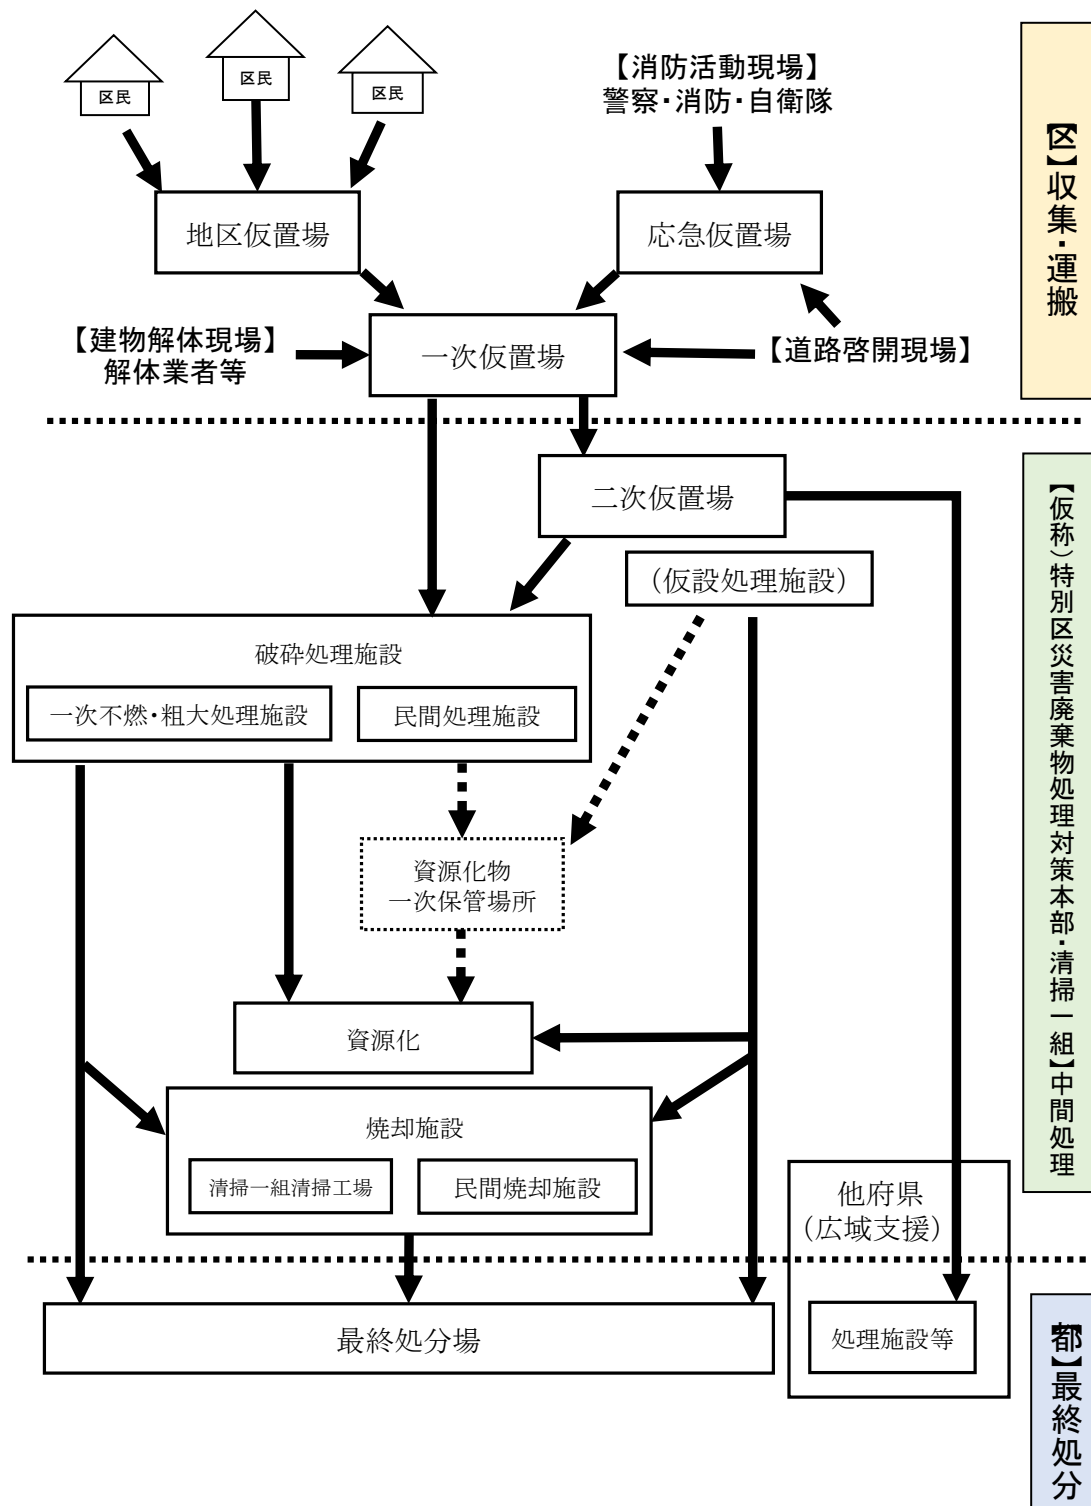 区民
区民
区民
【消防活動現場】
警察・消防・自衛隊
地区仮置場
応急仮置場
【建物解体現場】
解体業者等
一次仮置場
【道路啓開現場】
【区】収集・運搬
二次仮置場
（仮設処理施設）
破砕処理施設
一次不燃・粗大処理施設
民間処理施設
資源化物
一次保管場所
資源化
焼却施設
清掃一組清掃工場
民間焼却施設
他府県
（広域支援）
【（仮称）特別区災害廃棄物処理対策本部・清掃一組】中間処理
最終処分場
処理施設等
【都】最終処分